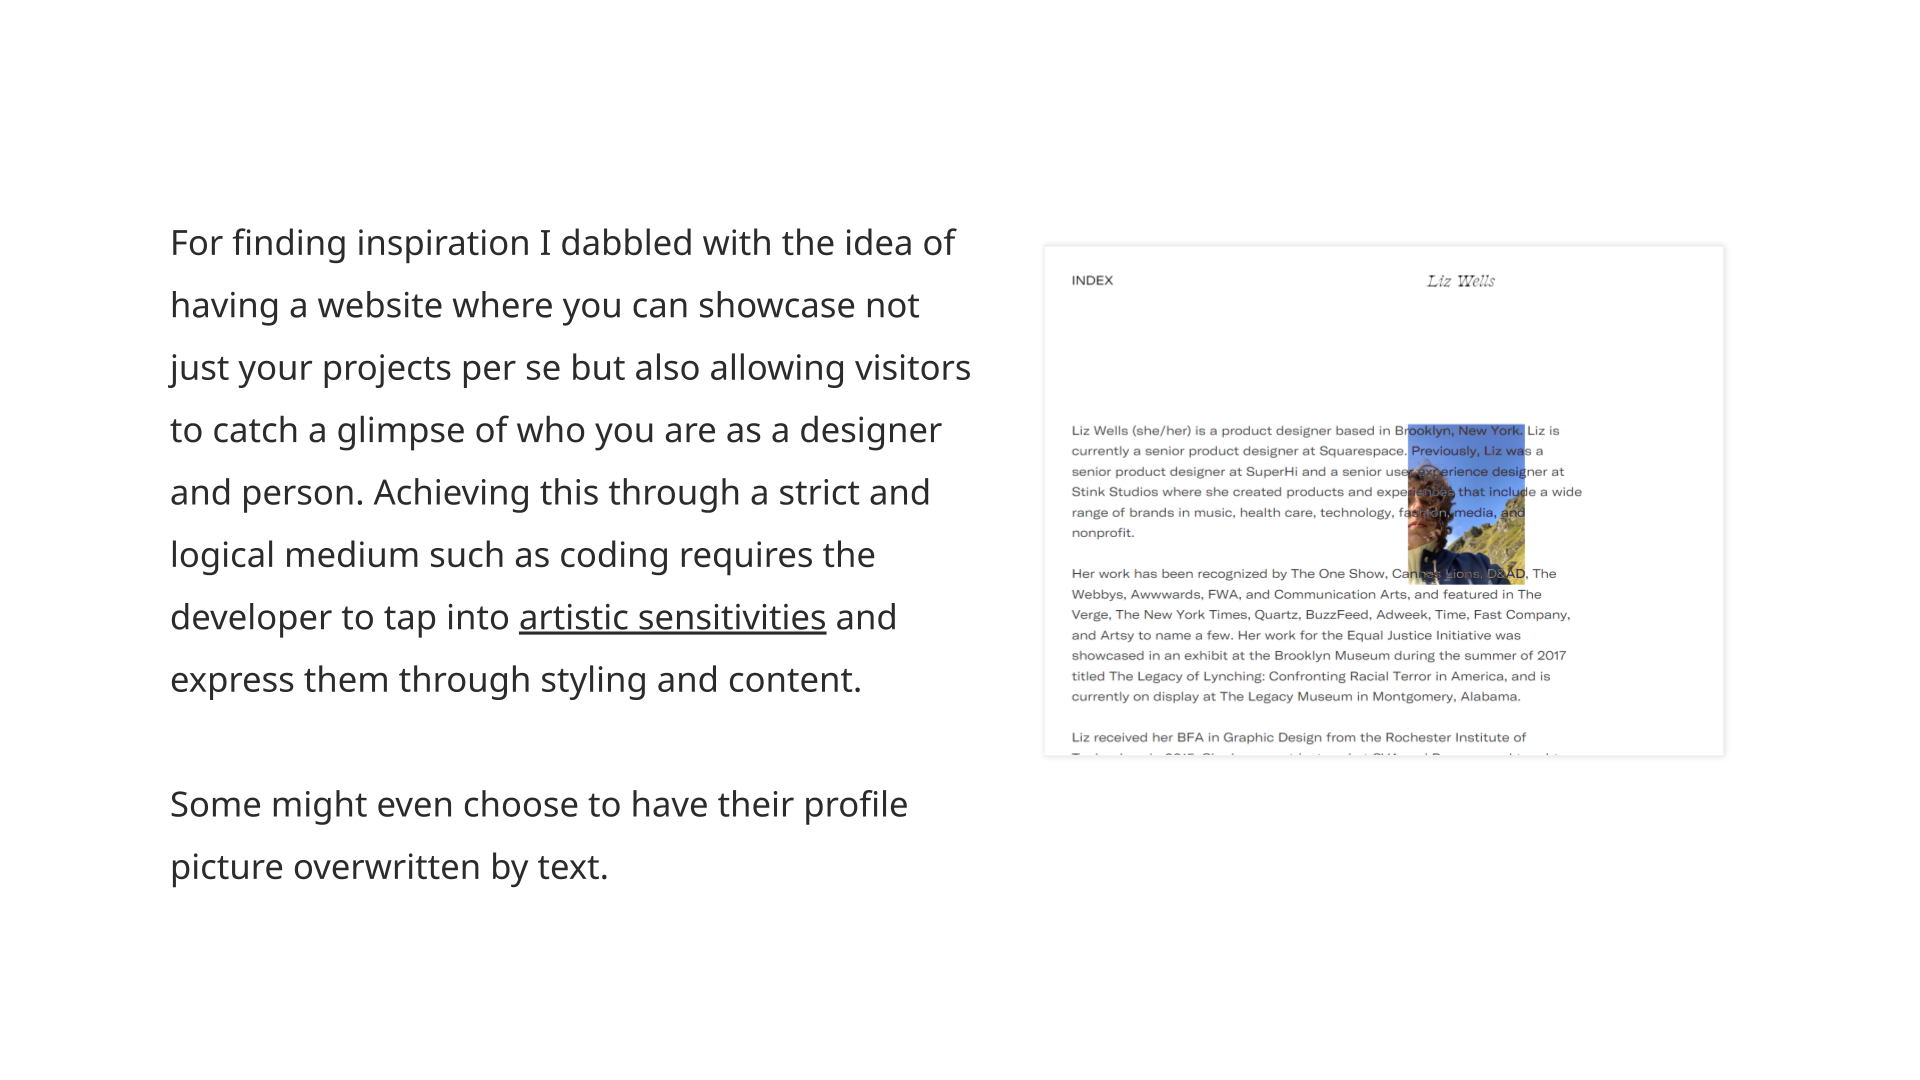 For finding inspiration I dabbled with the idea of
having a website where you can showcase not
just your projects per se but also allowing visitors
to catch a glimpse of who you are as a designer
and person. Achieving this through a strict and
logical medium such as coding requires the
developer to tap into artistic sensitivities and
express them through styling and content.
Some might even choose to have their profile
picture overwritten by text.
INDEX
Liz Wells
Liz Wells (she/her) is a product designer based in Brooklyn, New York. Liz is
currently a senior product designer at Squarespace. Previously, Liz was a
senior product designer at SuperHi and a senior user experience designer at
Stink Studios where she created products and experiences that include a wide
range of brands in music, health care, technology, fashion, media, and
nonprofit.
Her work has been recognized by The One Show, Cannes Lions, D&AD, The
Webbys, Awwwards, FWA, and Communication Arts, and featured in The
Verge, The New York Times, Quartz, BuzzFeed, Adweek, Time, Fast Company,
and Artsy to name a few. Her work for the Equal Justice Initiative was
showcased in an exhibit at the Brooklyn Museum during the summer of 2017
titled The Legacy of Lynching: Confronting Racial Terror in America, and is
currently on display at The Legacy Museum in Montgomery, Alabama.
Liz received her BFA in Graphic Design from the Rochester Institute of